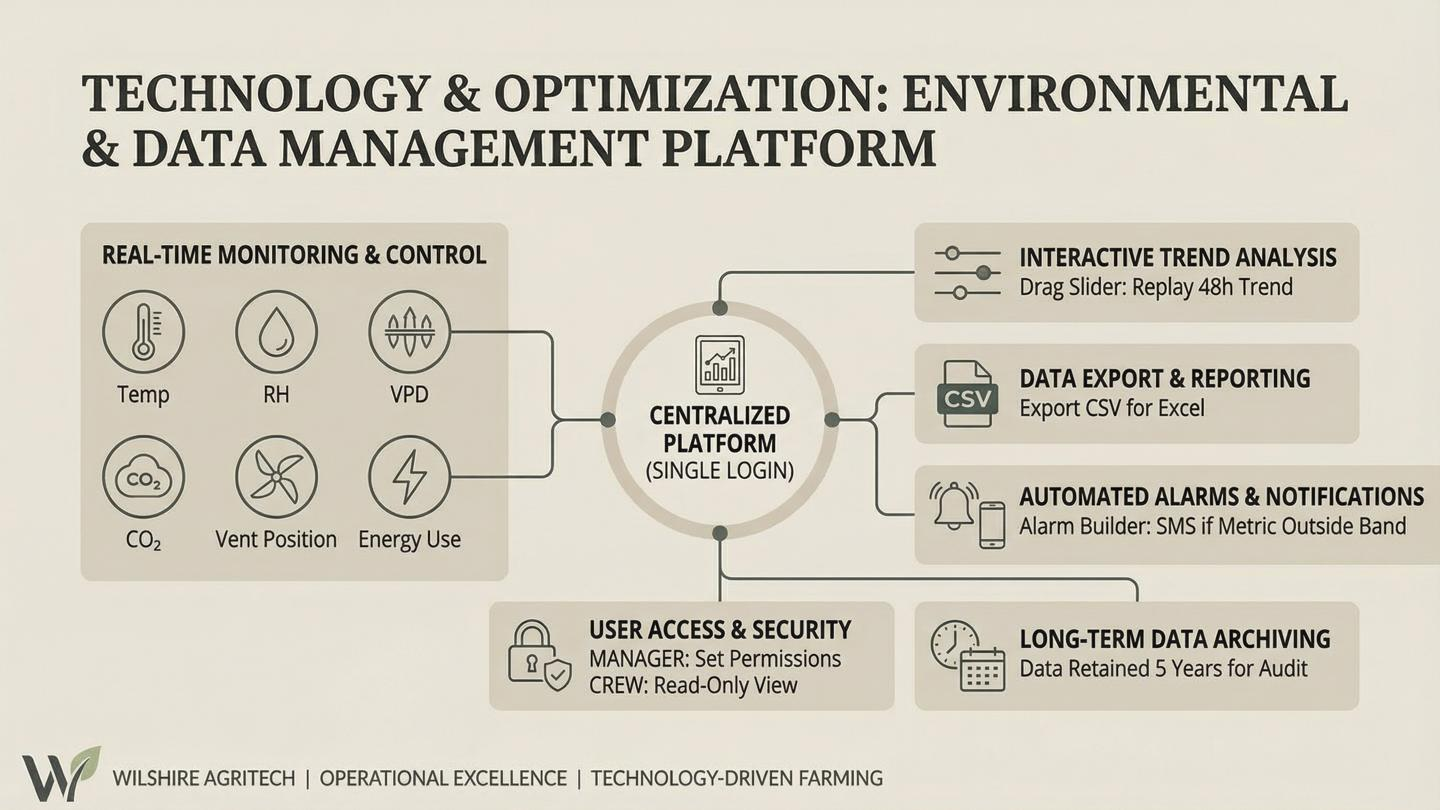 TECHNOLOGY & OPTIMIZATION: ENVIRONMENTAL
& DATA MANAGEMENT PLATFORM
REAL-TIME MONITORING & CONTROL
Temp
RH
VPD
CO₂
CO₂
Vent Position
Energy Use
CENTRALIZED
PLATFORM
(SINGLE LOGIN)
INTERACTIVE TREND ANALYSIS
Drag Slider: Replay 48h Trend
CSV
DATA EXPORT & REPORTING
Export CSV for Excel
AUTOMATED ALARMS & NOTIFICATIONS
Alarm Builder: SMS if Metric Outside Band
USER ACCESS & SECURITY
MANAGER: Set Permissions
CREW: Read-Only View
LONG-TERM DATA ARCHIVING
Data Retained 5 Years for Audit
W WILSHIRE AGRITECH | OPERATIONAL EXCELLENCE | TECHNOLOGY-DRIVEN FARMING